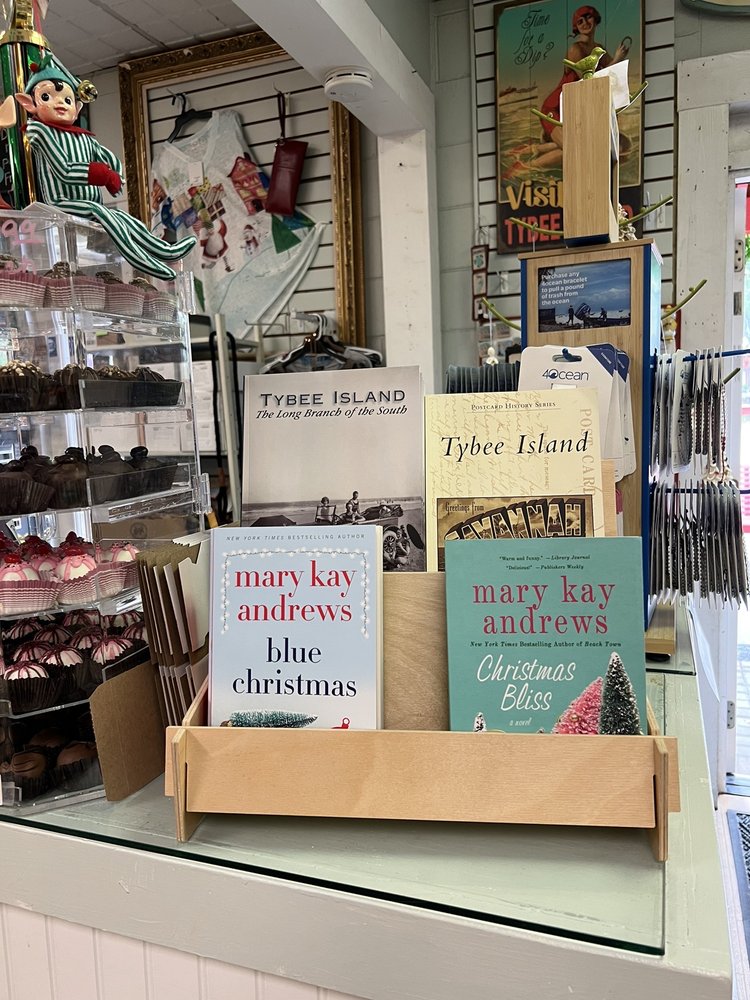 Time for a
Dip?
Visi
TYBEE
Purchase any
4ocean bracelet
to pull a pound
of trash from
the ocean
4OCEAN
TYBEE ISLAND
The Long Branch of the South
POSTCARD HISTORY SERIES
Tybee Island
POST CARD
Greetings from
SAVANNAH
NEW YORK TIMES BESTSELLING AUTHOR
mary kay
andrews
blue
christmas
"Warm and funny." —Library Journal
"Delicious!" —Publishers Weekly
mary kay
andrews
New York Times Bestselling Author of Beach Town
Christmas
Bliss
a novel